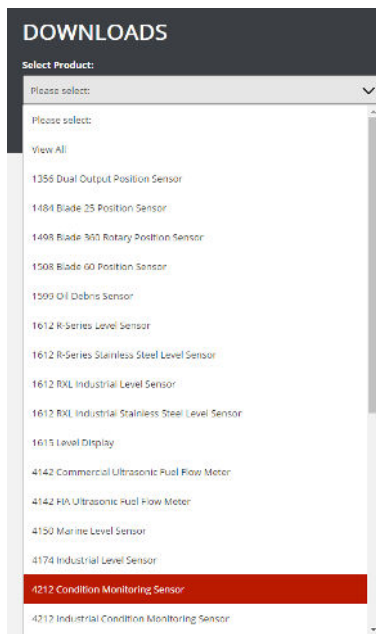 DOWNLOADS
Select Product:
Please select:
Please select:
View All
1356 Dual Output Position Sensor
1484 Blade 25 Position Sensor
1498 Blade 360 Rotary Position Sensor
1508 Blade 60 Position Sensor
1599 Oil Debris Sensor
1612 R-Series Level Sensor
1612 R-Series Stainless Steel Level Sensor
1612 RXL Industrial Level Sensor
1612 RXL Industrial Stainless Steel Level Sensor
1615 Level Display
4142 Commercial Ultrasonic Fuel Flow Meter
4142 FIA Ultrasonic Fuel Flow Meter
4150 Marine Level Sensor
4174 Industrial Level Sensor
4212 Condition Monitoring Sensor
4212 Industrial Condition Monitoring Sensor